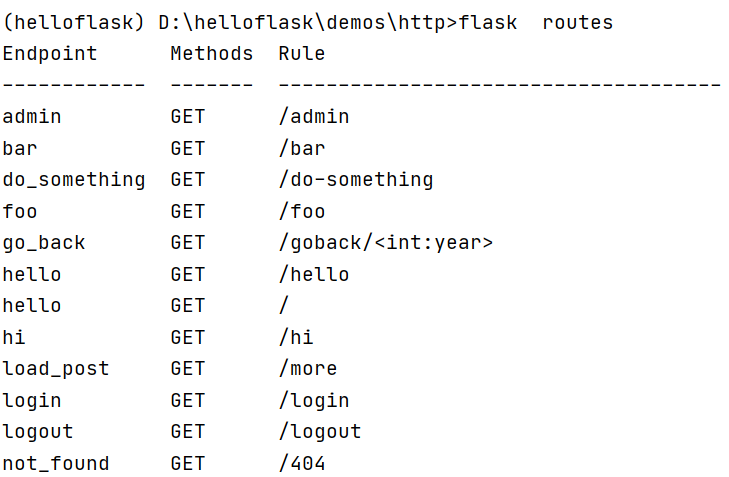 (helloflask) D:\helloflask\demos\http>flask  routes
Endpoint      Methods  Rule
------------  -------  -------------------------------------
admin         GET      /admin
bar           GET      /bar
do_something  GET      /do-something
foo           GET      /foo
go_back       GET      /goback/<int:year>
hello         GET      /hello
hello         GET      /
hi            GET      /hi
load_post     GET      /more
login         GET      /login
logout        GET      /logout
not_found     GET      /404